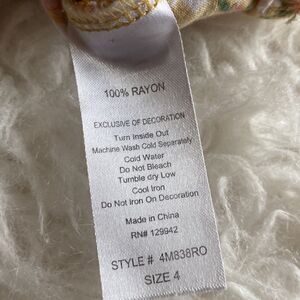 100% RAYON
EXCLUSIVE OF DECORATION
Turn Inside Out
Machine Wash Cold Separately
Cold Water
Do Not Bleach
Tumble dry Low
Cool Iron
Do Not Iron On Decoration
Made in China
RN# 129942
STYLE # 4M838RO
SIZE 4